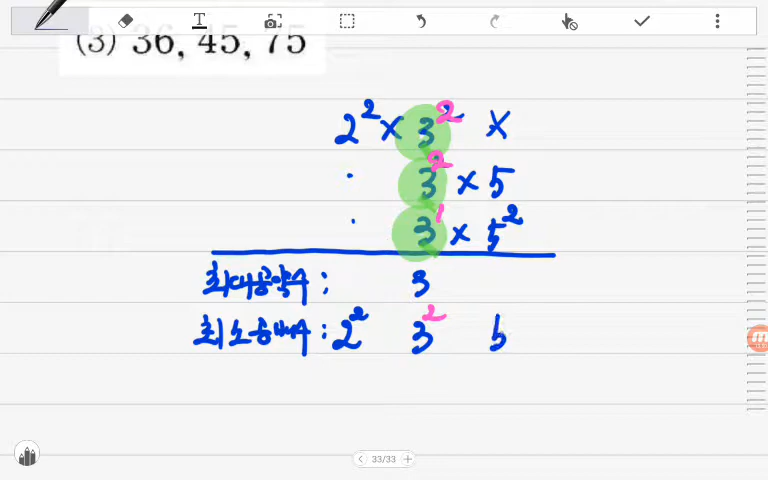 (3) 36, 45, 75
2² × 3² ×
· 3² × 5
· 3¹ × 5²
최대공약수 : 3
최소공배수 : 2² 3² 5
33/33